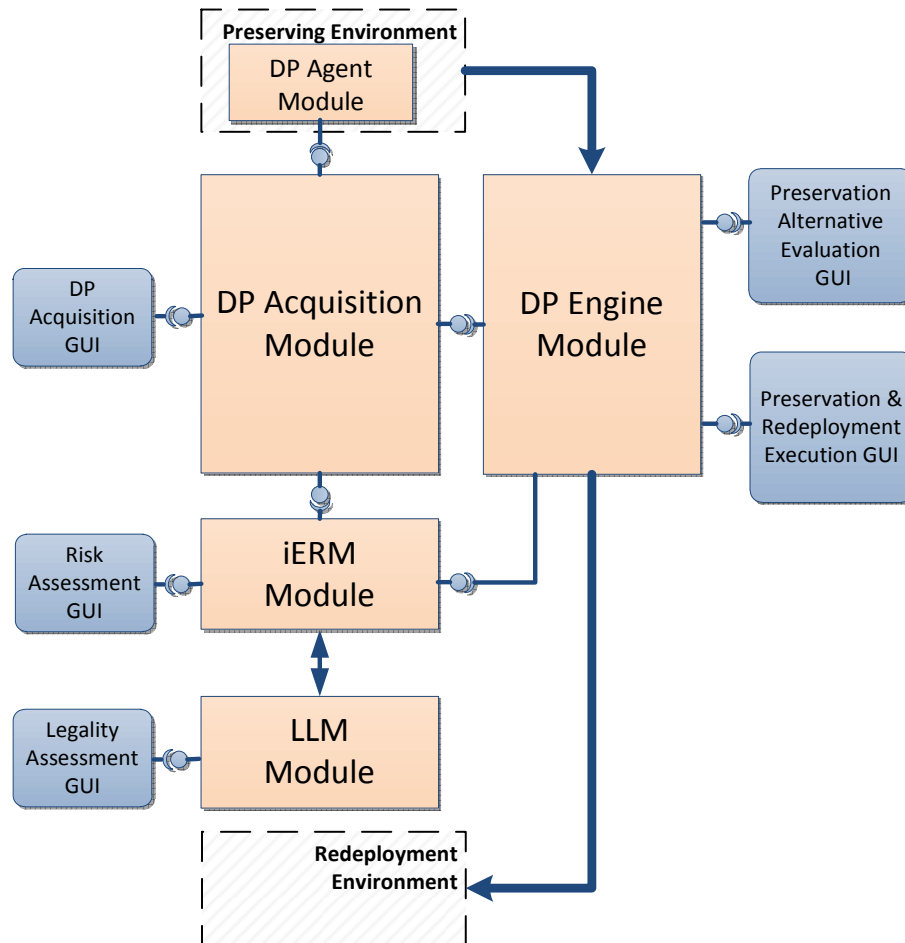 Preserving Environment
DP Agent
Module
DP Acquisition
Module
DP Engine
Module
Preservation
Alternative
Evaluation
GUI
DP
Acquisition
GUI
Preservation &
Redeployment
Execution GUI
iERM
Module
Risk
Assessment
GUI
LLM
Module
Legality
Assessment
GUI
Redeployment
Environment